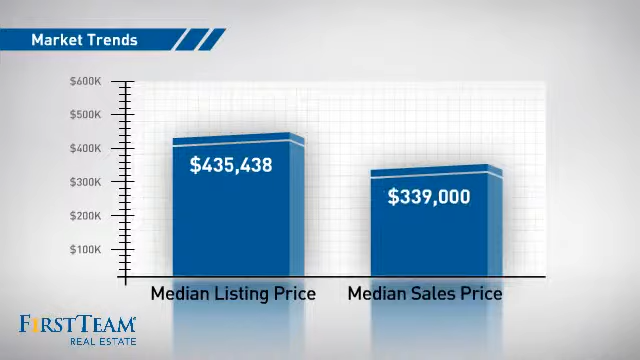 Market Trends
$600K
$500K
$400K
$300K
$200K
$100K
$435,438
$339,000
Median Listing Price
Median Sales Price
FIRSTTEAM®
REAL ESTATE